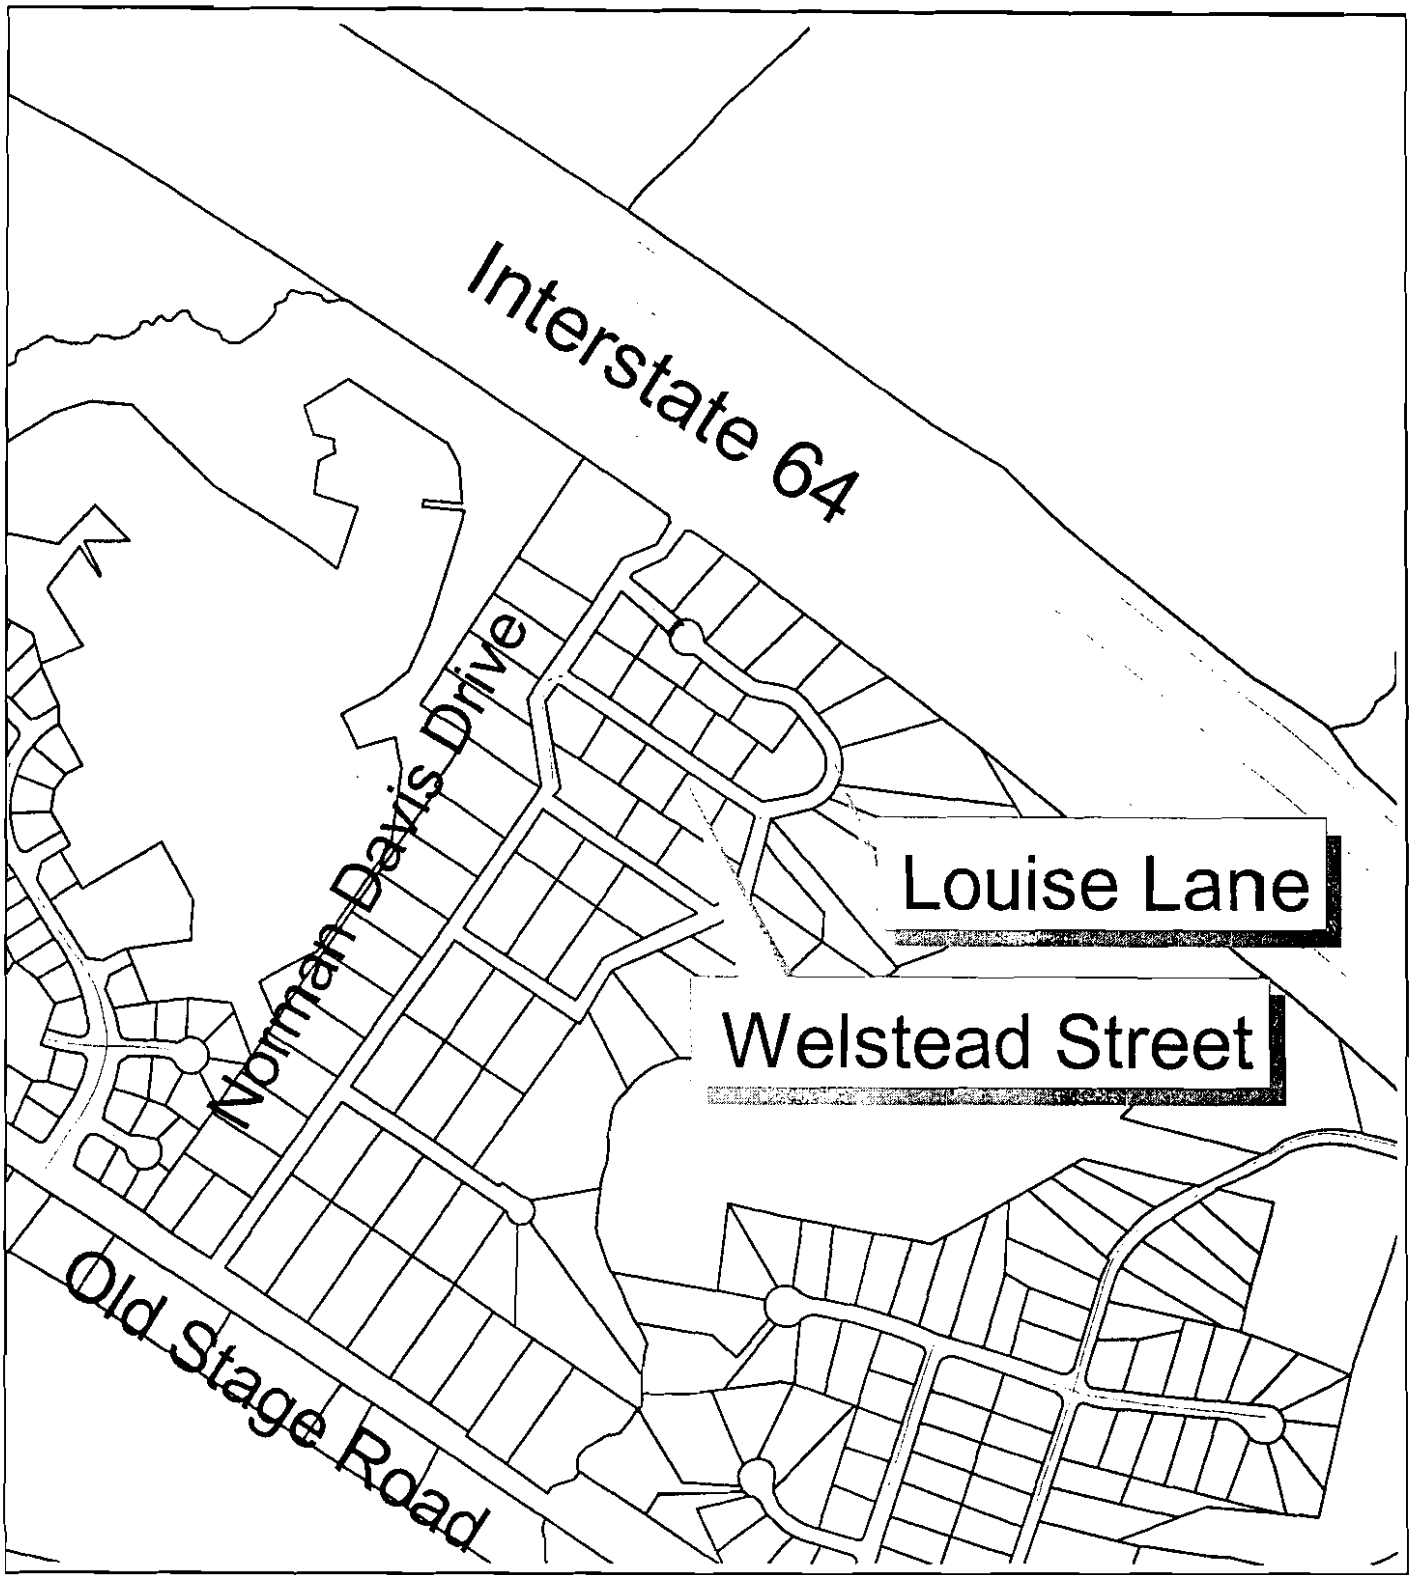 Interstate 64
Norman Davis Drive
Louise Lane
Welstead Street
Old Stage Road